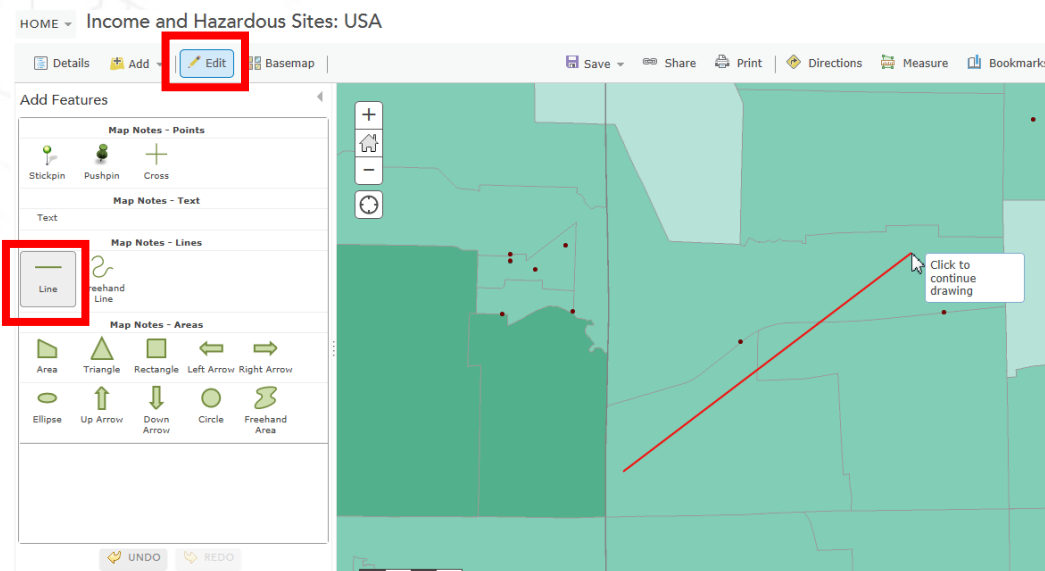 HOME Income and Hazardous Sites: USA
Details Add Edit Basemap Save Share Print Directions Measure Bookmarks
Add Features
Map Notes - Points
Stickpin Pushpin Cross
Map Notes - Text
Text
Map Notes - Lines
Line reehand
Line
Map Notes - Areas
Area Triangle Rectangle Left Arrow Right Arrow
Ellipse Up Arrow Down Circle Freehand
Arrow Area
UNDO REDO
+
−
Click to
continue
drawing